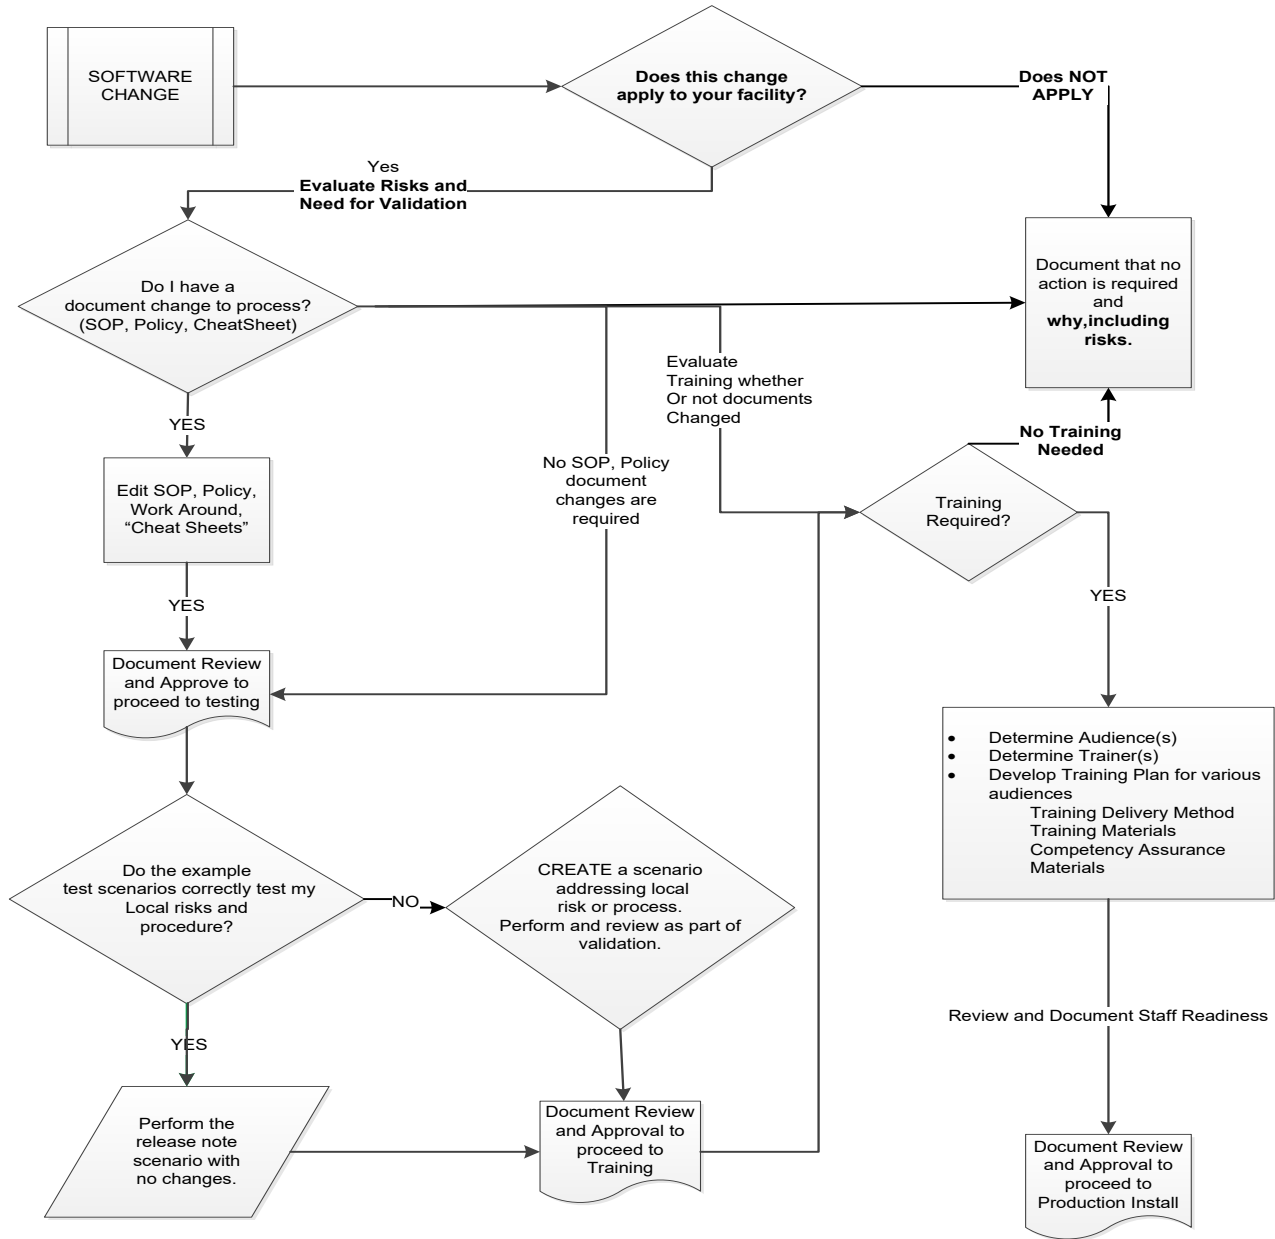 SOFTWARE
CHANGE
Does this change
apply to your facility?
Does NOT
APPLY
Yes
Evaluate Risks and
Need for Validation
Do I have a
document change to process?
(SOP, Policy, CheatSheet)
Document that no
action is required
and
why,including
risks.
Evaluate
Training whether
Or not documents
Changed
YES
No Training
Needed
No SOP, Policy
document
changes are
required
Edit SOP, Policy,
Work Around,
“Cheat Sheets”
Training
Required?
YES
YES
Document Review
and Approve to
proceed to testing
• Determine Audience(s)
• Determine Trainer(s)
• Develop Training Plan for various
audiences
Training Delivery Method
Training Materials
Competency Assurance
Materials
Do the example
test scenarios correctly test my
Local risks and
procedure?
NO
CREATE a scenario
addressing local
risk or process.
Perform and review as part of
validation.
Review and Document Staff Readiness
YES
Perform the
release note
scenario with
no changes.
Document Review
and Approval to
proceed to
Training
Document Review
and Approval to
proceed to
Production Install